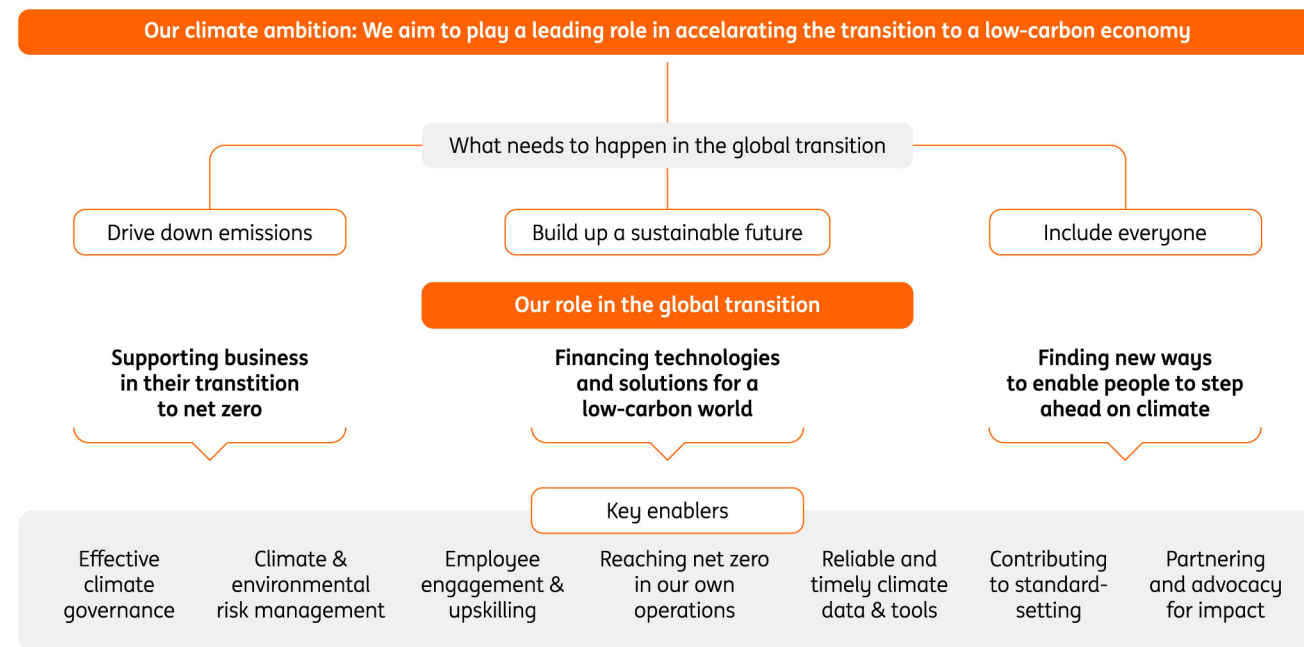 Our climate ambition: We aim to play a leading role in accelarating the transition to a low-carbon economy
What needs to happen in the global transition
Drive down emissions
Build up a sustainable future
Include everyone
Our role in the global transition
Supporting business
in their transtition
to net zero
Financing technologies
and solutions for a
low-carbon world
Finding new ways
to enable people to step
ahead on climate
Key enablers
Effective
climate
governance
Climate &
environmental
risk management
Employee
engagement &
upskilling
Reaching net zero
in our own
operations
Reliable and
timely climate
data & tools
Contributing
to standard-
setting
Partnering
and advocacy
for impact